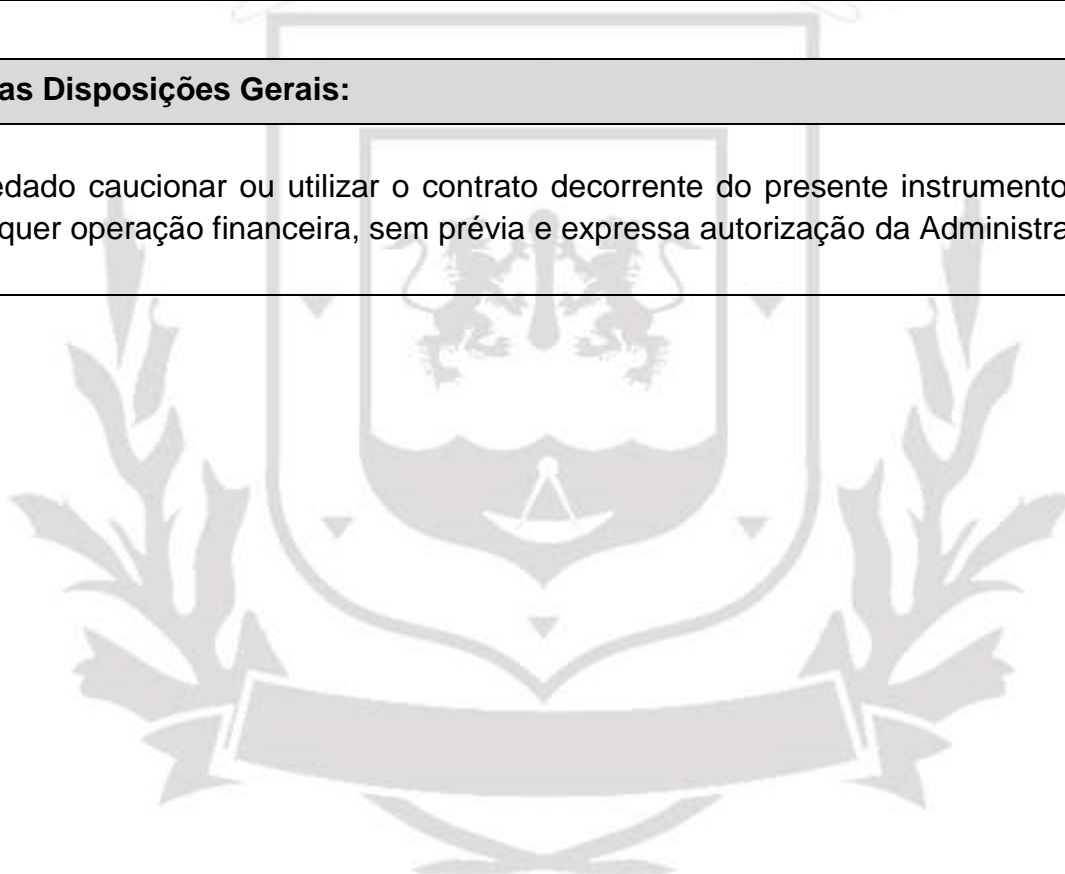 as Disposições Gerais:
edado caucionar ou utilizar o contrato decorrente do presente instrumento
quer operação financeira, sem prévia e expressa autorização da Administra